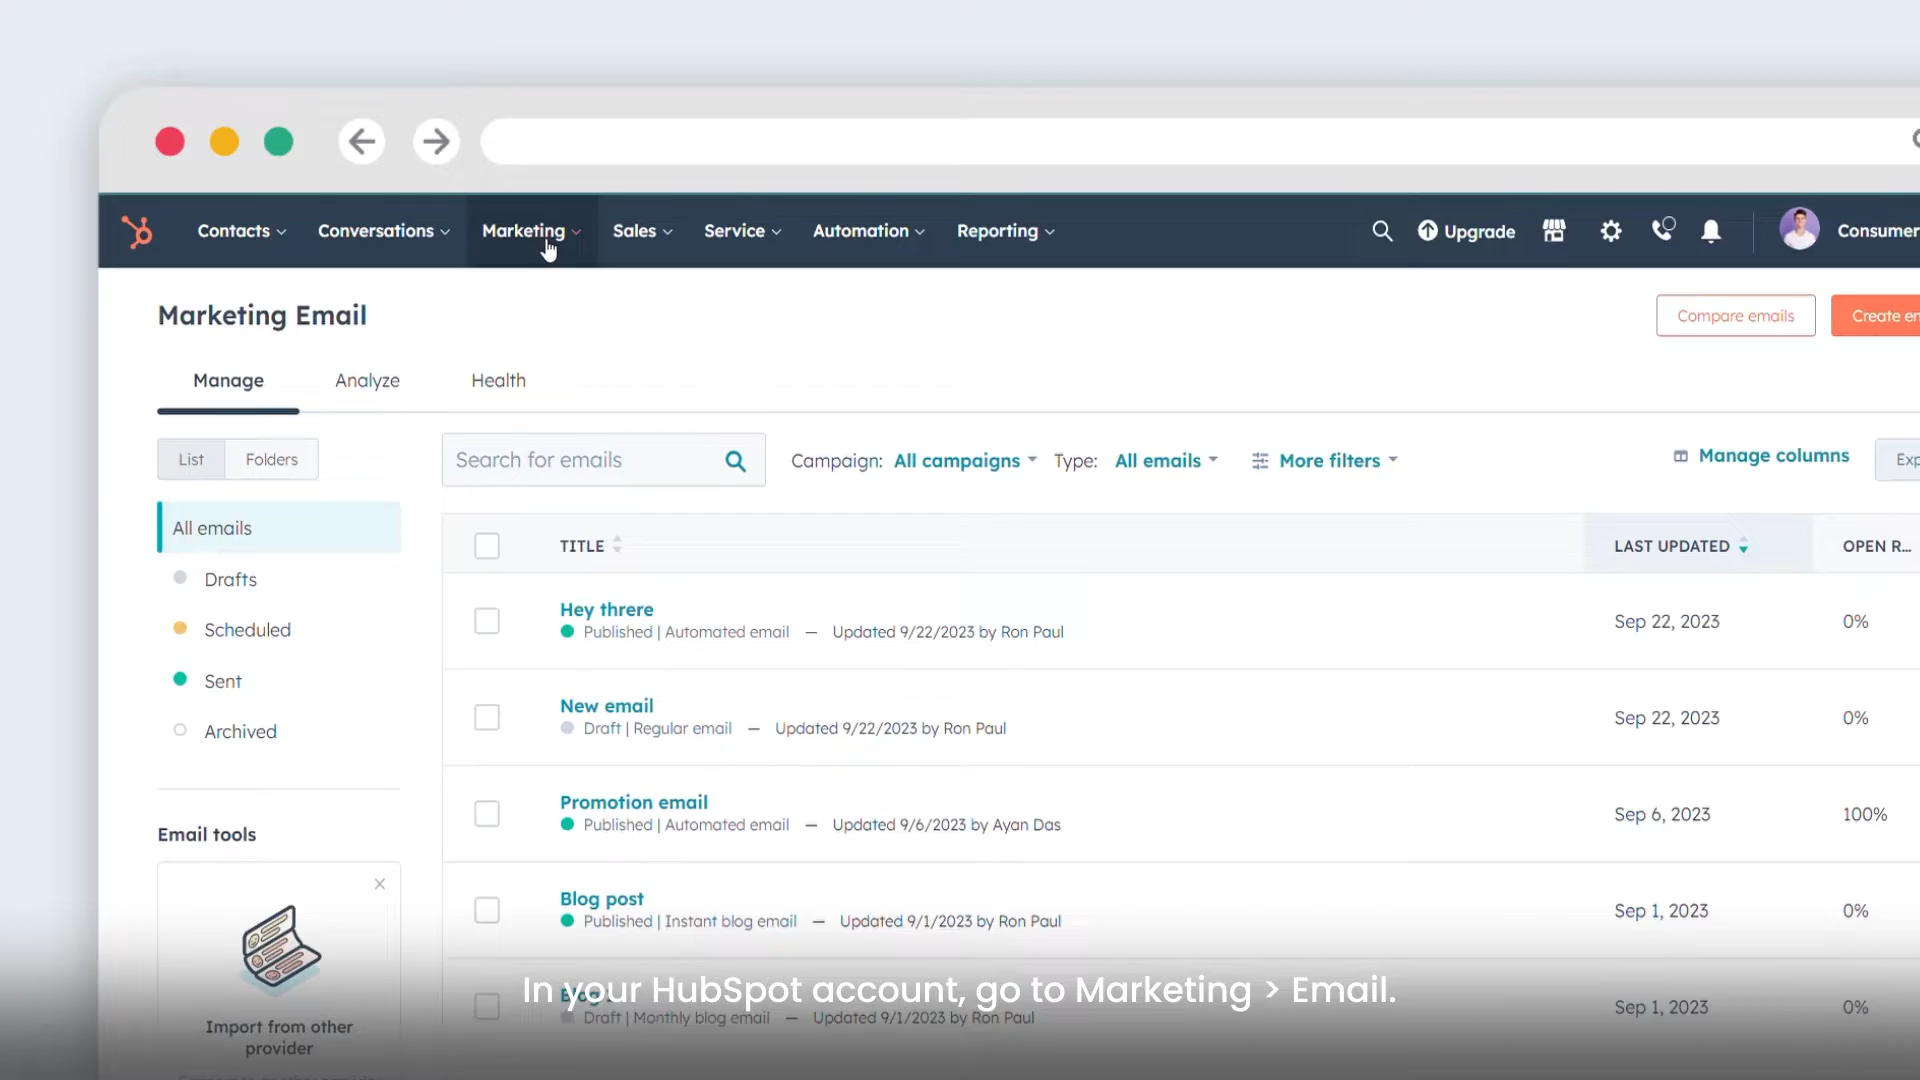 Contacts Conversations Marketing Sales Service Automation Reporting Upgrade Consumer
Marketing Email
Compare emails
Create em
Manage Analyze Health
List Folders
Search for emails
Campaign: All campaigns Type: All emails More filters
Manage columns
Exp
All emails
Drafts
Scheduled
Sent
Archived
Email tools
Import from other
provider
TITLE LAST UPDATED OPEN R...
Hey threre
Published | Automated email — Updated 9/22/2023 by Ron Paul
Sep 22, 2023 0%
New email
Draft | Regular email — Updated 9/22/2023 by Ron Paul
Sep 22, 2023 0%
Promotion email
Published | Automated email — Updated 9/6/2023 by Ayan Das
Sep 6, 2023 100%
Blog post
Published | Instant blog email — Updated 9/1/2023 by Ron Paul
Sep 1, 2023 0%
Draft | Monthly blog email — Updated 9/1/2023 by Ron Paul
Sep 1, 2023 0%
In your HubSpot account, go to Marketing > Email.